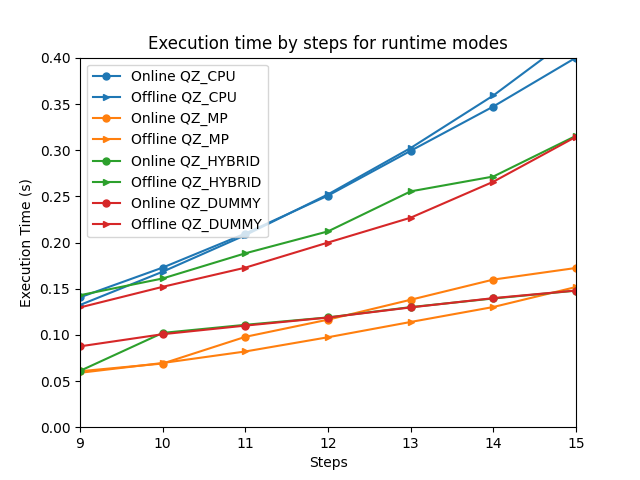 Execution time by steps for runtime modes
0.40
0.35
0.30
0.25
0.20
0.15
0.10
0.05
0.00
Execution Time (s)
Online QZ_CPU
Offline QZ_CPU
Online QZ_MP
Offline QZ_MP
Online QZ_HYBRID
Offline QZ_HYBRID
Online QZ_DUMMY
Offline QZ_DUMMY
9 10 11 12 13 14 15
Steps